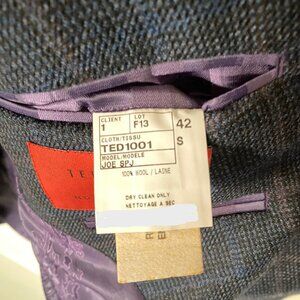 CLIENT LOT
1 F13 42
CLOTH/TISSU
TED1001 S
MODEL/MODELE
JOE SPJ
100% WOOL / LAINE
DRY CLEAN ONLY
NETTOYAGE A SEC
TE